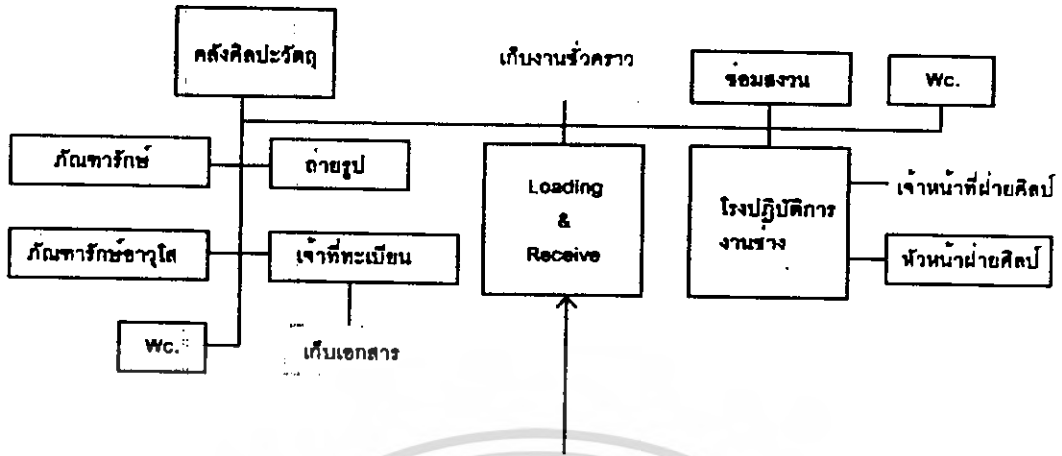 คลังศิลปะวัตถุ
เก็บงานชั่วคราว
ซ่อมสงวน
Wc.
ภัณฑารักษ์
ถ่ายรูป
Loading
&
Receive
โรงปฏิบัติการ
งานช่าง
เจ้าหน้าที่ฝ่ายศิลป์
ภัณฑารักษ์อาวุโส
เจ้าที่ทะเบียน
หัวหน้าฝ่ายศิลป์
Wc.
เก็บเอกสาร